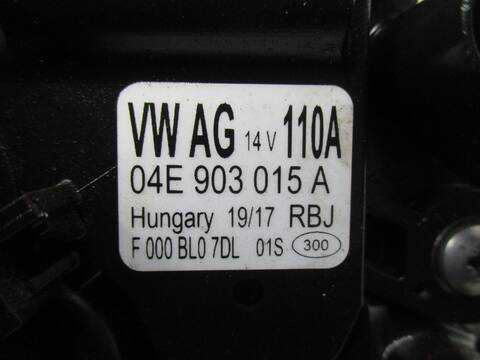 VW AG 14 V 110A
04E 903 015 A
Hungary 19/17 RBJ
F 000 BL0 7DL 01S 300